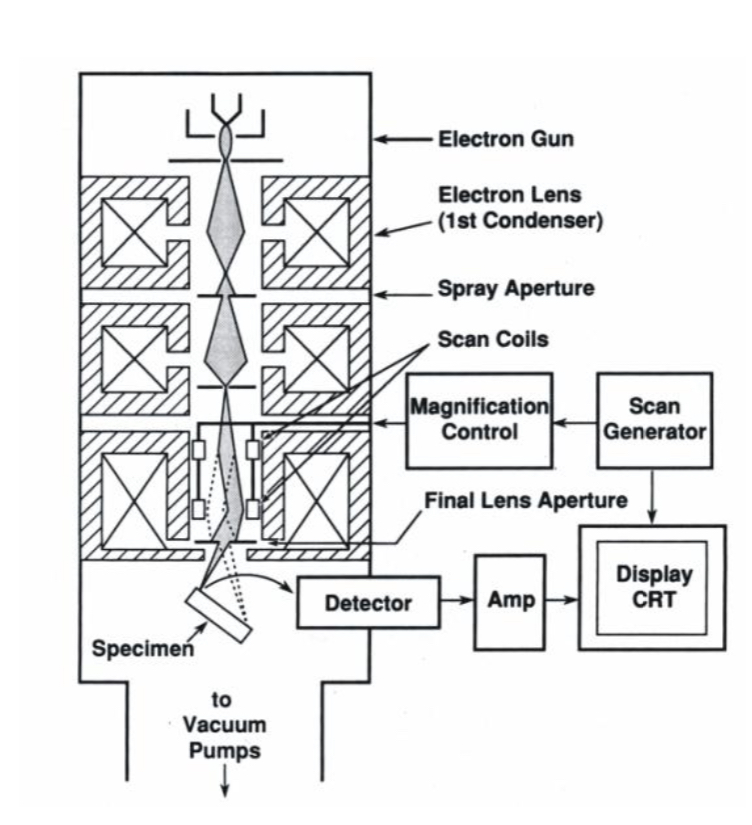 Electron Gun
Electron Lens
(1st Condenser)
Spray Aperture
Scan Coils
Magnification
Control
Scan
Generator
Final Lens Aperture
Display
CRT
Detector
Amp
Specimen
to
Vacuum
Pumps